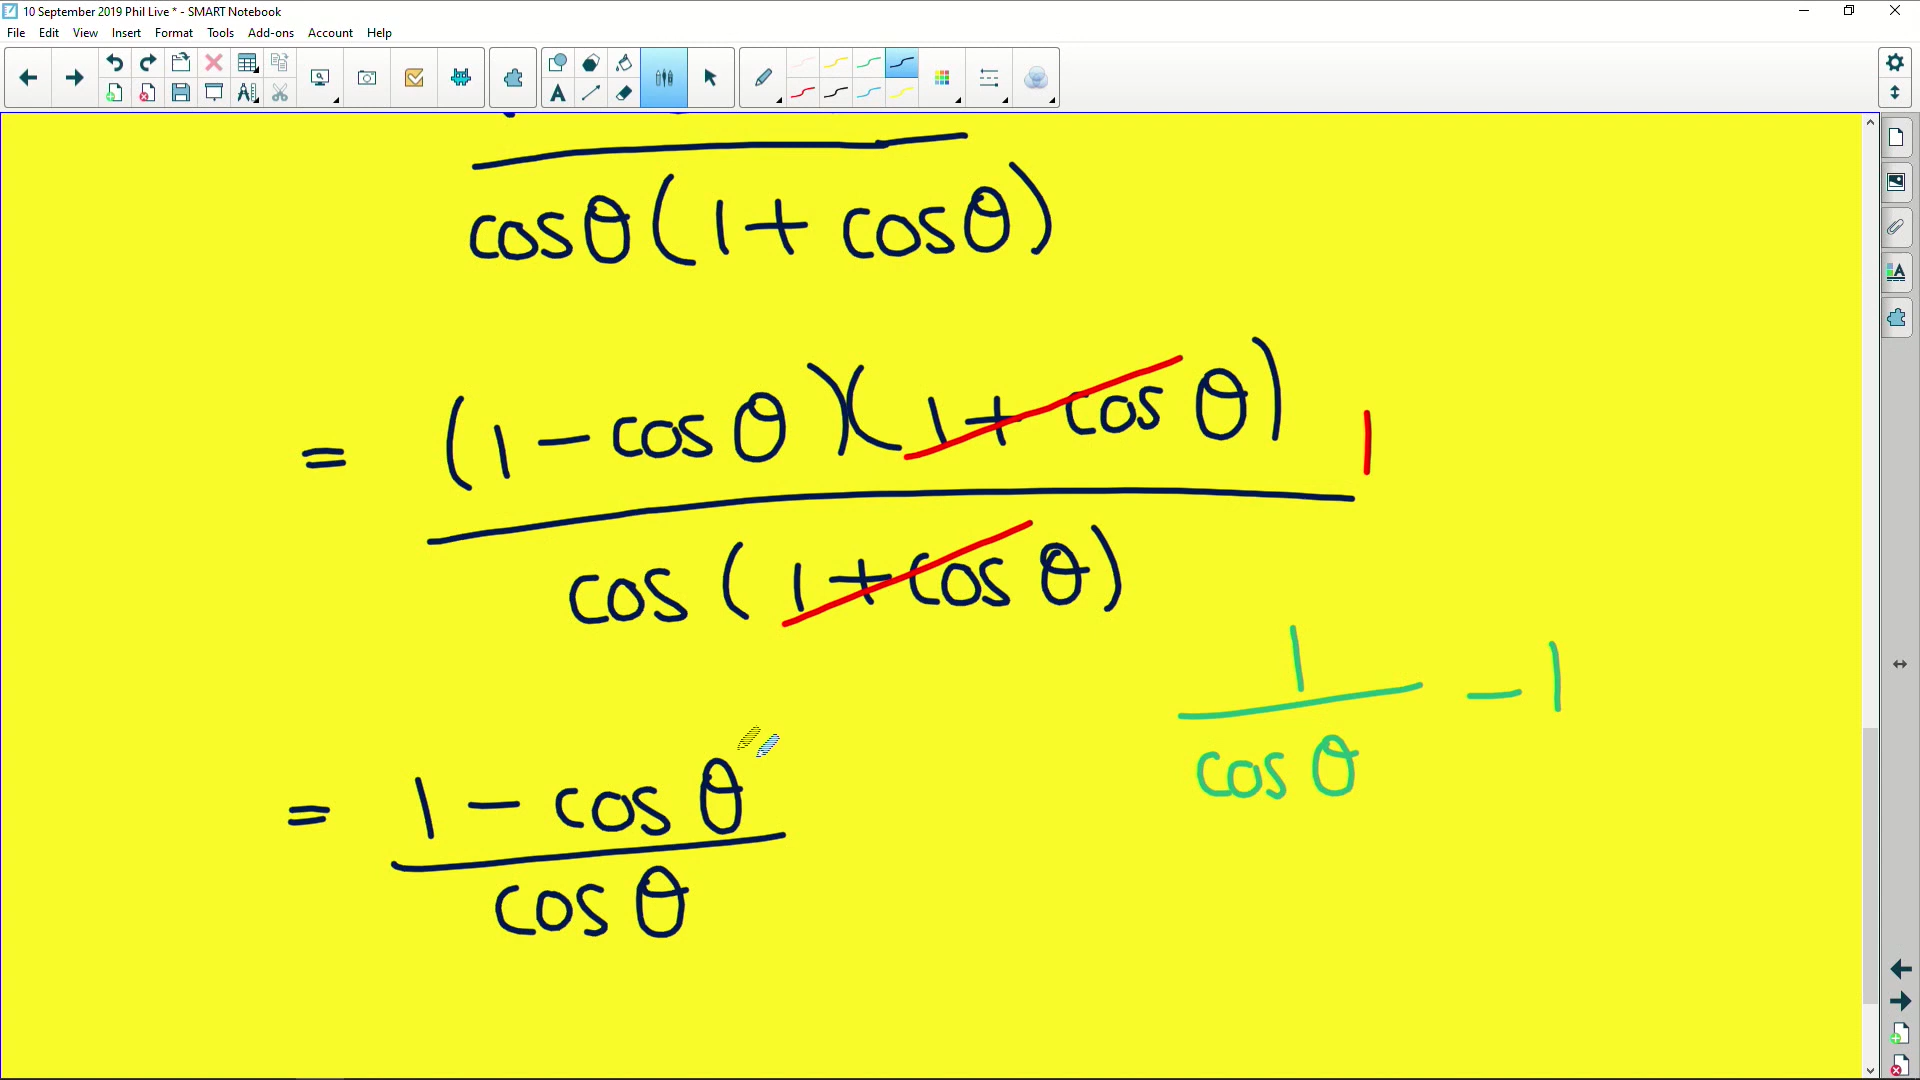 10 September 2019 Phil Live * - SMART Notebook
File Edit View Insert Format Tools Add-ons Account Help
cosθ(1+ cosθ)
= (1 - cos θ)(1 + cos θ) 1
cos (1+cos θ)
1 - 1
cos θ
= 1 - cos θ
cos θ